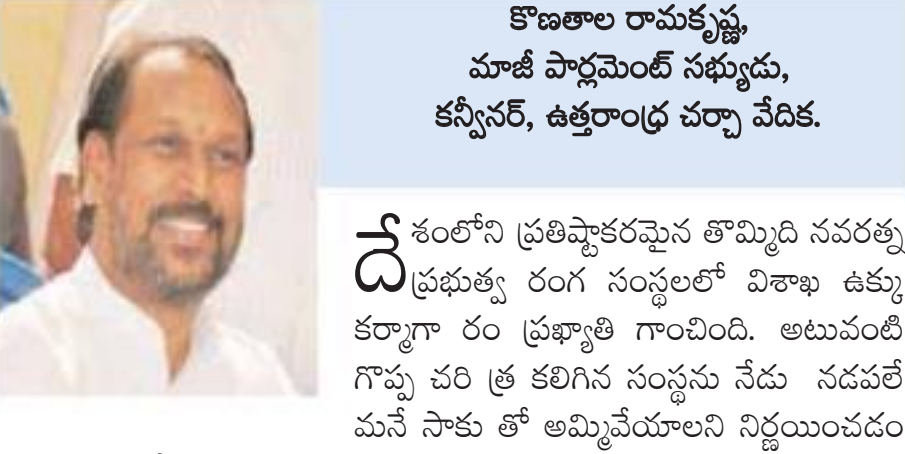 కొణతాల రామకృష్ణ,
మాజీ పార్లమెంట్ సభ్యుడు,
కన్వీనర్, ఉత్తరాంధ్ర చర్చా వేదిక.
దేశంలోని ప్రతిష్టాకరమైన తొమ్మిది నవరత్న
ప్రభుత్వ రంగ సంస్థలలో విశాఖ ఉక్కు
కర్మాగా రం ప్రఖ్యాతి గాంచింది. అటువంటి
గొప్ప చరి త్ర కలిగిన సంస్థను నేడు నడపలే
మనే సాకు తో అమ్మివేయాలని నిర్ణయించడం